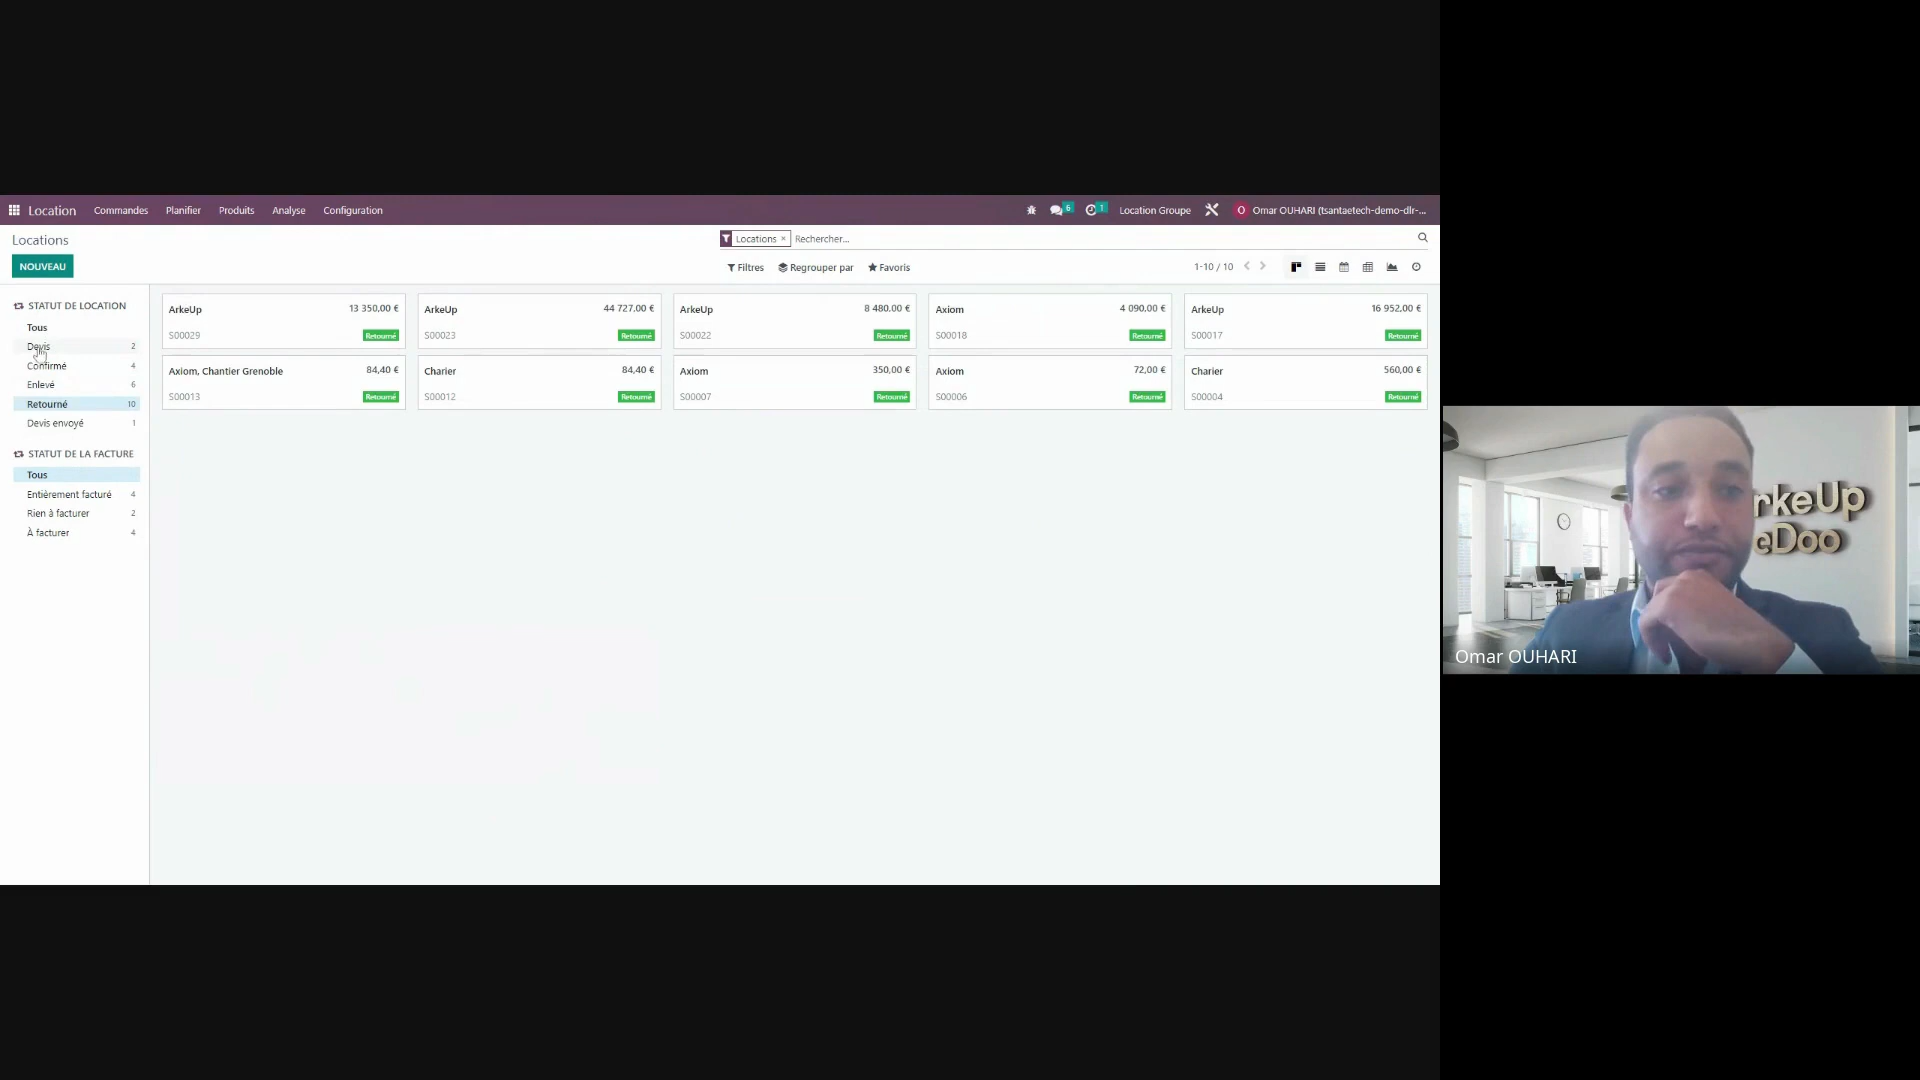 Location Commandes Planifier Produits Analyse Configuration 6 1 Location Groupe O Omar OUHARI (tsantaetech-demo-dlr-...
Locations
Locations × Rechercher...
NOUVEAU
Filtres Regrouper par Favoris 1-10 / 10
STATUT DE LOCATION
Tous
Devis 2
Confirmé 4
Enlevé 6
Retourné 10
Devis envoyé 1
STATUT DE LA FACTURE
Tous
Entièrement facturé 4
Rien à facturer 2
À facturer 4
ArkeUp 13 350,00 €
S00029 Retourné
ArkeUp 44 727,00 €
S00023 Retourné
ArkeUp 8 480,00 €
S00022 Retourné
Axiom 4 090,00 €
S00018 Retourné
ArkeUp 16 952,00 €
S00017 Retourné
Axiom, Chantier Grenoble 84,40 €
S00013 Retourné
Charier 84,40 €
S00012 Retourné
Axiom 350,00 €
S00007 Retourné
Axiom 72,00 €
S00006 Retourné
Charier 560,00 €
S00004 Retourné
rkeUp
eDoo
Omar OUHARI